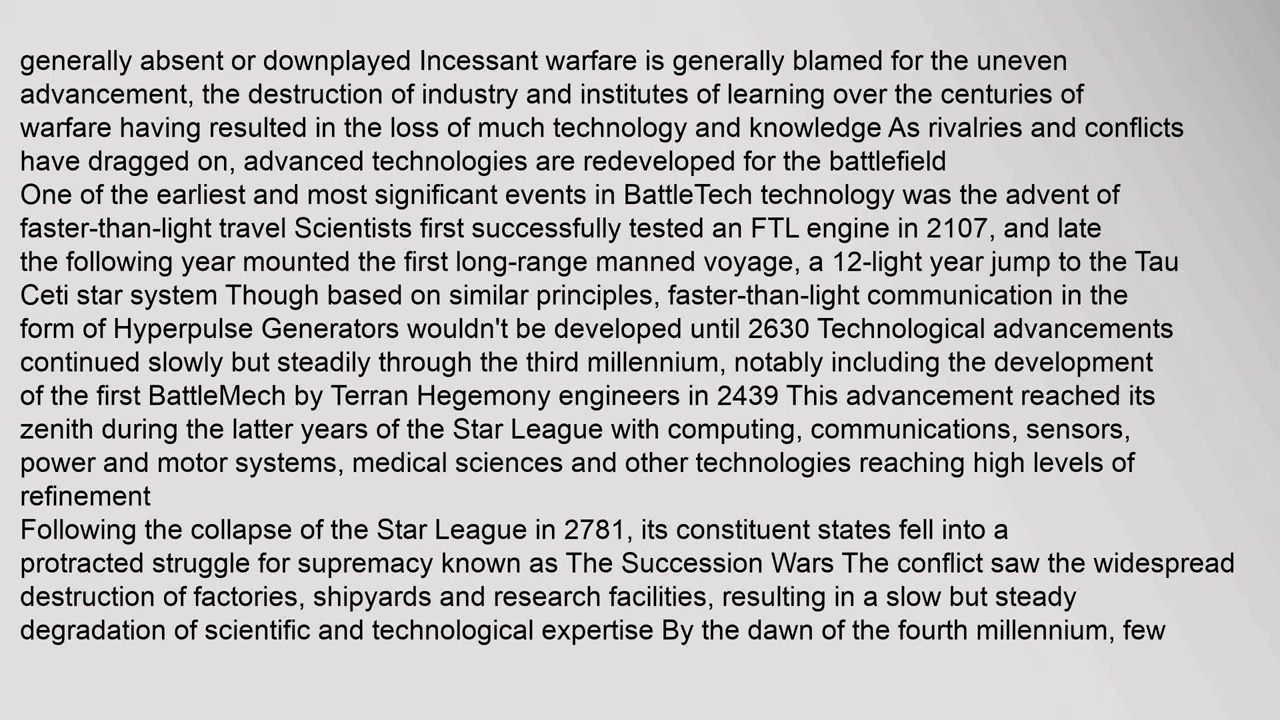 generally absent or downplayed Incessant warfare is generally blamed for the uneven
advancement, the destruction of industry and institutes of learning over the centuries of
warfare having resulted in the loss of much technology and knowledge As rivalries and conflicts
have dragged on, advanced technologies are redeveloped for the battlefield
One of the earliest and most significant events in BattleTech technology was the advent of
faster-than-light travel Scientists first successfully tested an FTL engine in 2107, and late
the following year mounted the first long-range manned voyage, a 12-light year jump to the Tau
Ceti star system Though based on similar principles, faster-than-light communication in the
form of Hyperpulse Generators wouldn't be developed until 2630 Technological advancements
continued slowly but steadily through the third millennium, notably including the development
of the first BattleMech by Terran Hegemony engineers in 2439 This advancement reached its
zenith during the latter years of the Star League with computing, communications, sensors,
power and motor systems, medical sciences and other technologies reaching high levels of
refinement
Following the collapse of the Star League in 2781, its constituent states fell into a
protracted struggle for supremacy known as The Succession Wars The conflict saw the widespread
destruction of factories, shipyards and research facilities, resulting in a slow but steady
degradation of scientific and technological expertise By the dawn of the fourth millennium, few